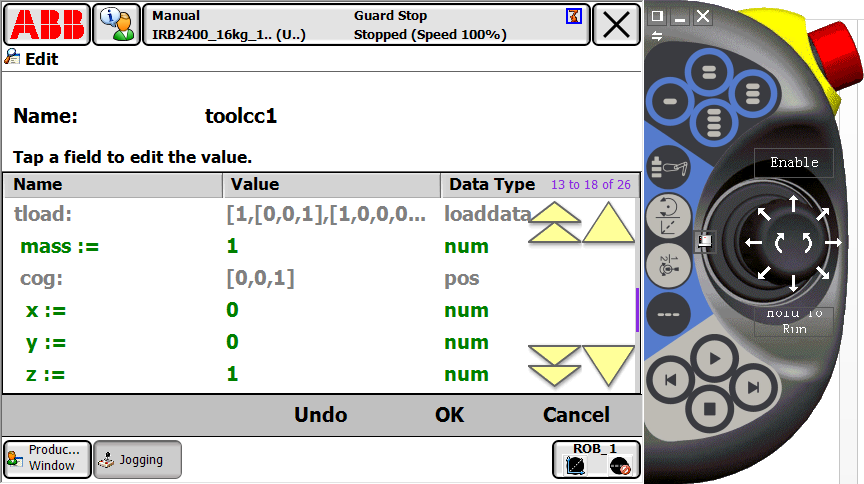 ABB
Manual
Guard Stop
IRB2400_16kg_1.. (U..)
Stopped (Speed 100%)
Edit
Name:
toolcc1
Tap a field to edit the value.
Name Value Data Type 13 to 18 of 26
tload: [1,[0,0,1],[1,0,0,0... loaddata
mass := 1 num
cog: [0,0,1] pos
x := 0 num
y := 0 num
z := 1 num
Undo OK Cancel
Produc...
Window
Jogging
ROB_1
Enable
Hold To
Run